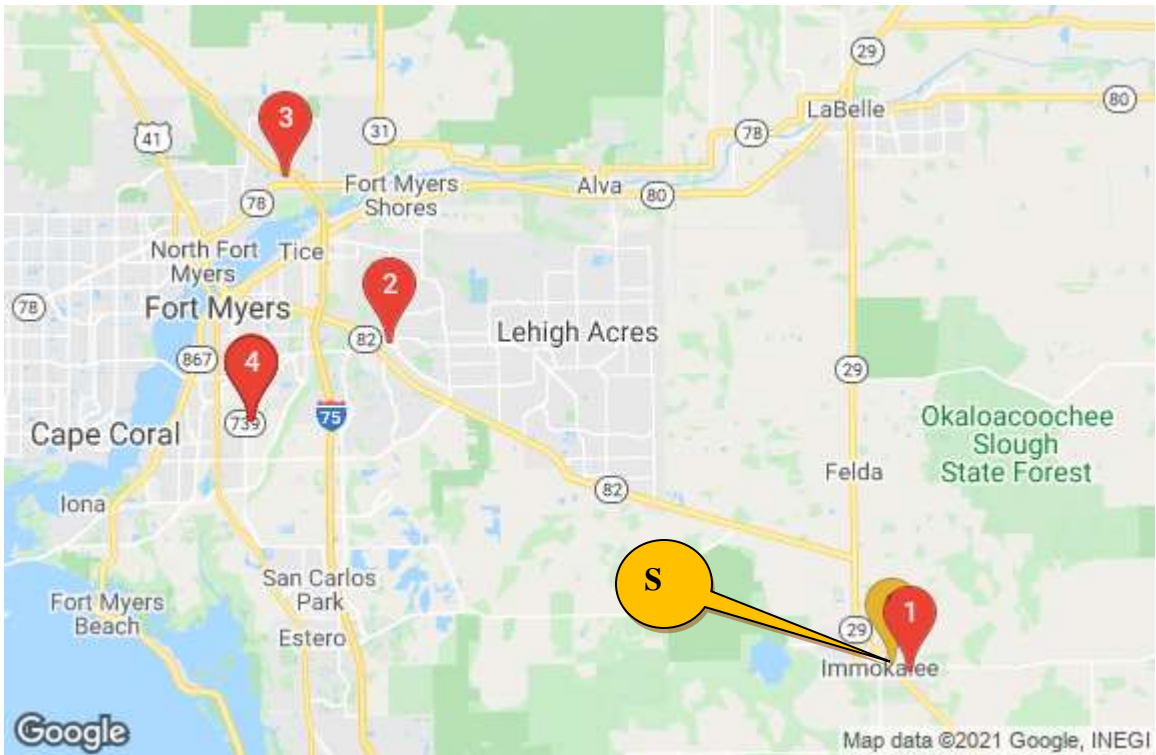 29
LaBelle
80
3
31
41
78
Fort Myers
Shores
Alva
80
78
North Fort
Myers
Tice
2
78
Fort Myers
82
Lehigh Acres
867
4
29
739
75
Cape Coral
Okaloacoochee
Slough
State Forest
Felda
Iona
82
San Carlos
Park
S
Fort Myers
Beach
1
29
Estero
Immokalee
Google
Map data ©2021 Google, INEGI